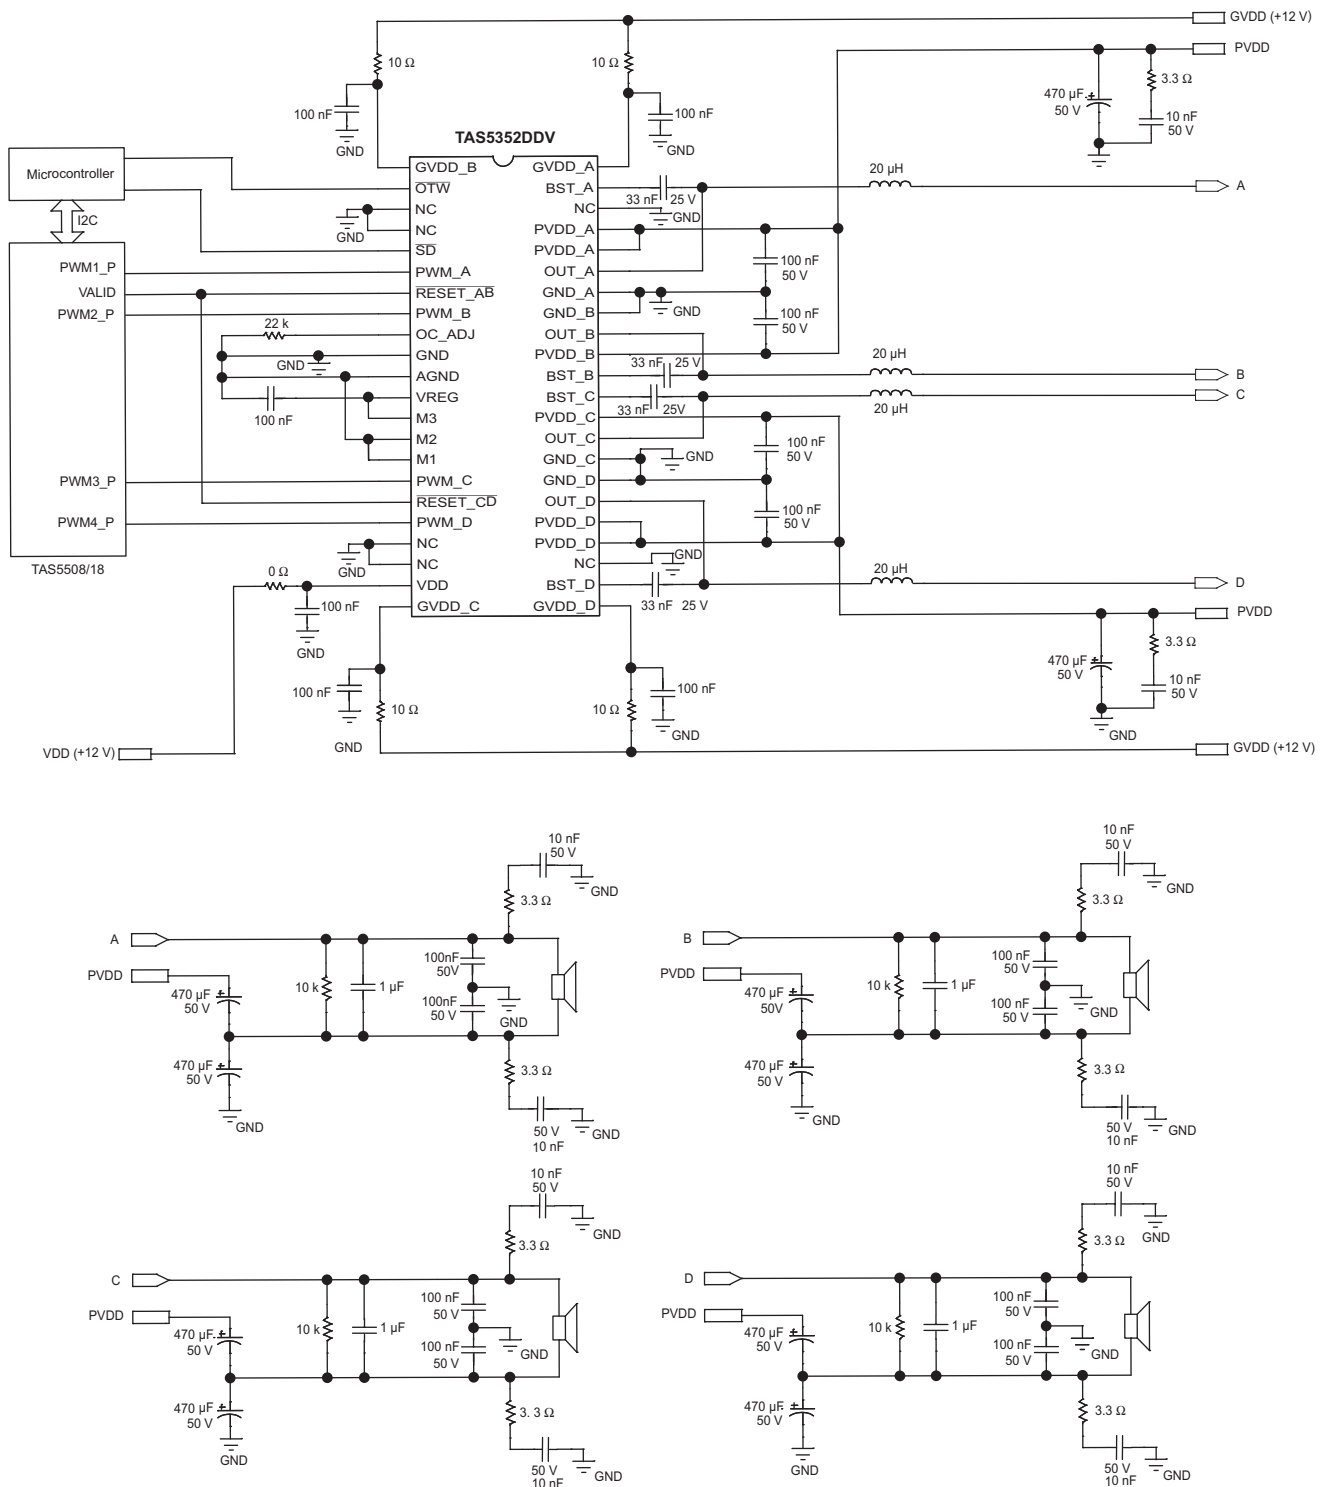 GVDD (+12 V)
PVDD
10 Ω
10 Ω
3.3 Ω
470 µF
50 V
10 nF
50 V
100 nF
GND
100 nF
GND
TAS5352DDV
Microcontroller
I2C
20 µH
A
GVDD_B
GVDD_A
OTW
BST_A
33 nF 25 V
NC
NC
GND
GND
NC
PVDD_A
SD
PVDD_A
100 nF
50 V
PWM1_P
PWM_A
OUT_A
VALID
RESET_AB
GND_A
GND
PWM2_P
PWM_B
GND_B
100 nF
50 V
22 k
OC_ADJ
OUT_B
GND
GND
PVDD_B
33 nF 25 V
20 µH
AGND
BST_B
B
VREG
BST_C
33 nF 25V
20 µH
C
100 nF
M3
PVDD_C
M2
OUT_C
100 nF
50 V
M1
GND_C
GND
PWM3_P
PWM_C
GND_D
RESET_CD
OUT_D
100 nF
50 V
PWM4_P
PWM_D
PVDD_D
NC
PVDD_D
GND
NC
NC
GND
TAS5508/18
0 Ω
VDD
BST_D
33 nF 25 V
20 µH
D
100 nF
GND
GVDD_C
GVDD_D
PVDD
3.3 Ω
470 µF
50 V
10 nF
50 V
GND
100 nF
10 Ω
GND
10 Ω
100 nF
GND
VDD (+12 V)
GVDD (+12 V)
10 nF
50 V
GND
3.3 Ω
A
PVDD
470 µF
50 V
10 k
1 µF
100nF
50V
100nF
50 V
GND
470 µF
50 V
GND
3.3 Ω
50 V
10 nF
GND
10 nF
50 V
GND
3.3 Ω
B
PVDD
470 µF
50V
10 k
1 µF
100 nF
50 V
100 nF
50 V
GND
470 µF
50 V
GND
3.3 Ω
50 V
10 nF
GND
10 nF
50 V
GND
3.3 Ω
C
PVDD
470 µF
50 V
10 k
1 µF
100 nF
50 V
100 nF
50 V
GND
470 µF
50 V
GND
3. 3 Ω
50 V
10 nF
GND
10 nF
50 V
GND
3.3 Ω
D
PVDD
470 µF
50 V
10 k
1 µF
100 nF
50 V
100 nF
50 V
GND
470 µF
50 V
GND
3.3 Ω
50 V
10 nF
GND